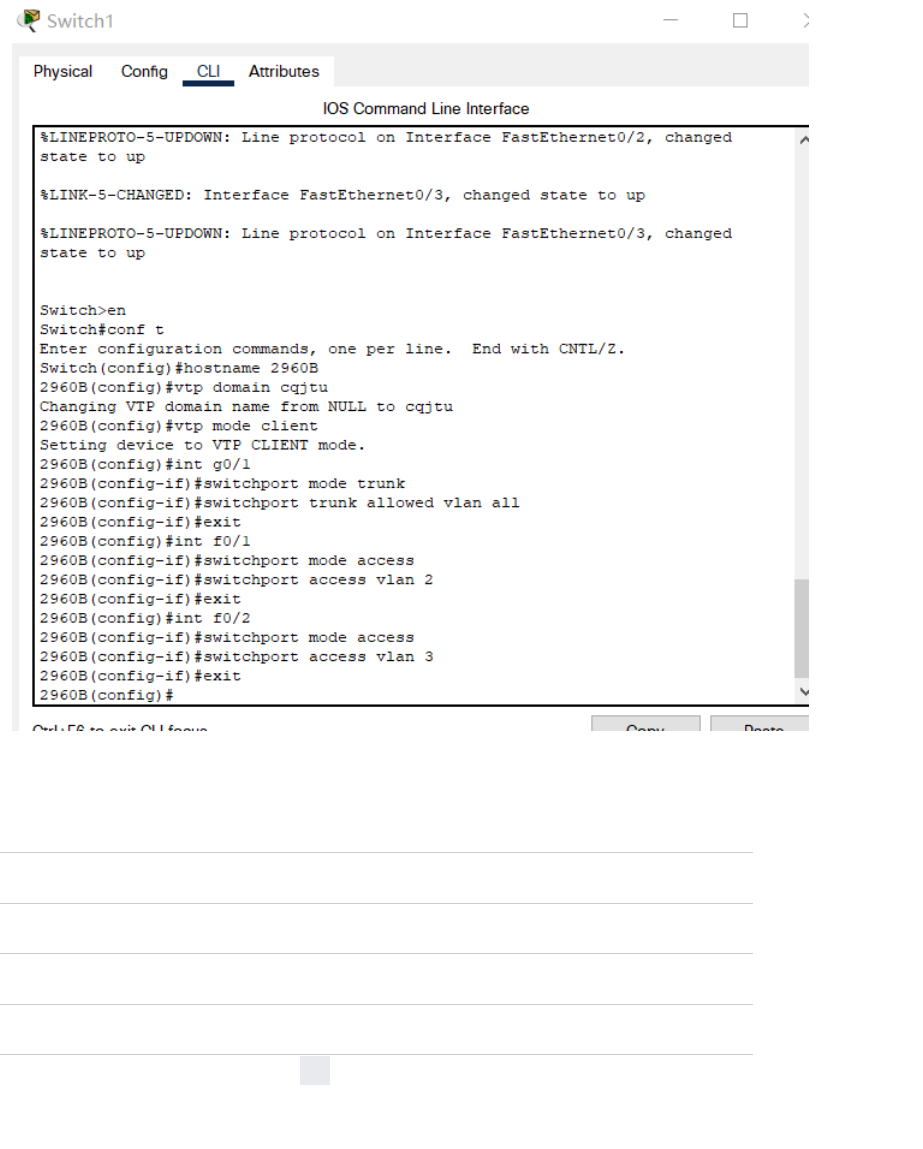 Switch1
Physical Config CLI Attributes
IOS Command Line Interface
%LINEPROTO-5-UPDOWN: Line protocol on Interface FastEthernet0/2, changed
state to up
%LINK-5-CHANGED: Interface FastEthernet0/3, changed state to up
%LINEPROTO-5-UPDOWN: Line protocol on Interface FastEthernet0/3, changed
state to up
Switch>en
Switch#conf t
Enter configuration commands, one per line.  End with CNTL/Z.
Switch(config)#hostname 2960B
2960B(config)#vtp domain cqjtu
Changing VTP domain name from NULL to cqjtu
2960B(config)#vtp mode client
Setting device to VTP CLIENT mode.
2960B(config)#int g0/1
2960B(config-if)#switchport mode trunk
2960B(config-if)#switchport trunk allowed vlan all
2960B(config-if)#exit
2960B(config)#int f0/1
2960B(config-if)#switchport mode access
2960B(config-if)#switchport access vlan 2
2960B(config-if)#exit
2960B(config)#int f0/2
2960B(config-if)#switchport mode access
2960B(config-if)#switchport access vlan 3
2960B(config-if)#exit
2960B(config)#
Ctrl+F6 to exit CLI focus
Copy Paste